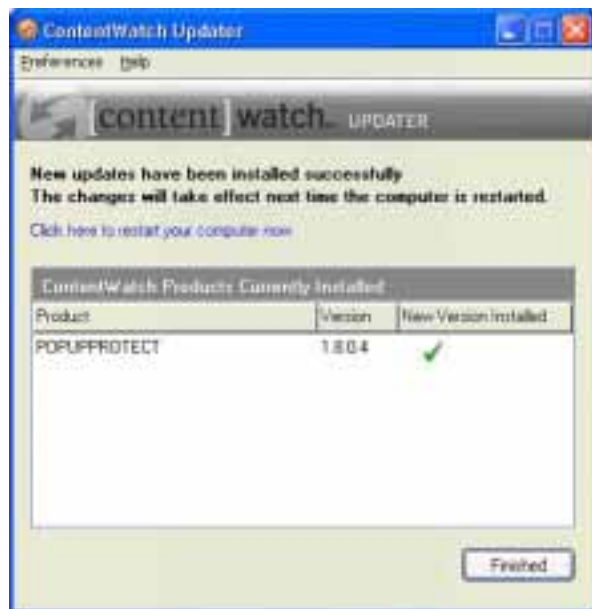 ContentWatch Updater
Preferences Help
[content] watch UPDATER
New updates have been installed successfully
The changes will take effect next time the computer is restarted.
Click here to restart your computer now
ContentWatch Products Currently Installed
Product Version New Version Installed
POPUPPROTECT 1.8.0.4
Finished